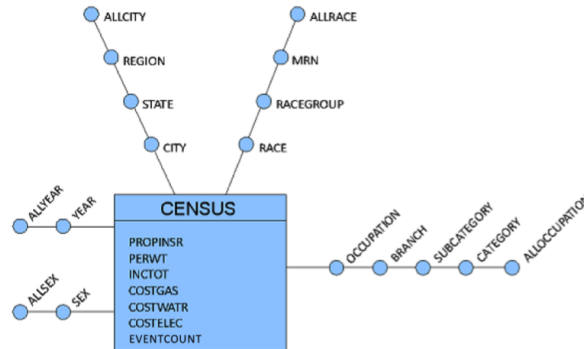 ALLCITY
REGION
STATE
CITY
ALLRACE
MRN
RACEGROUP
RACE
ALLYEAR
YEAR
ALLSEX
SEX
CENSUS
PROPINSR
PERWT
INCTOT
COSTGAS
COSTWATR
COSTELEC
EVENTCOUNT
OCCUPATION
BRANCH
SUBCATEGORY
CATEGORY
ALLOCCUPATION